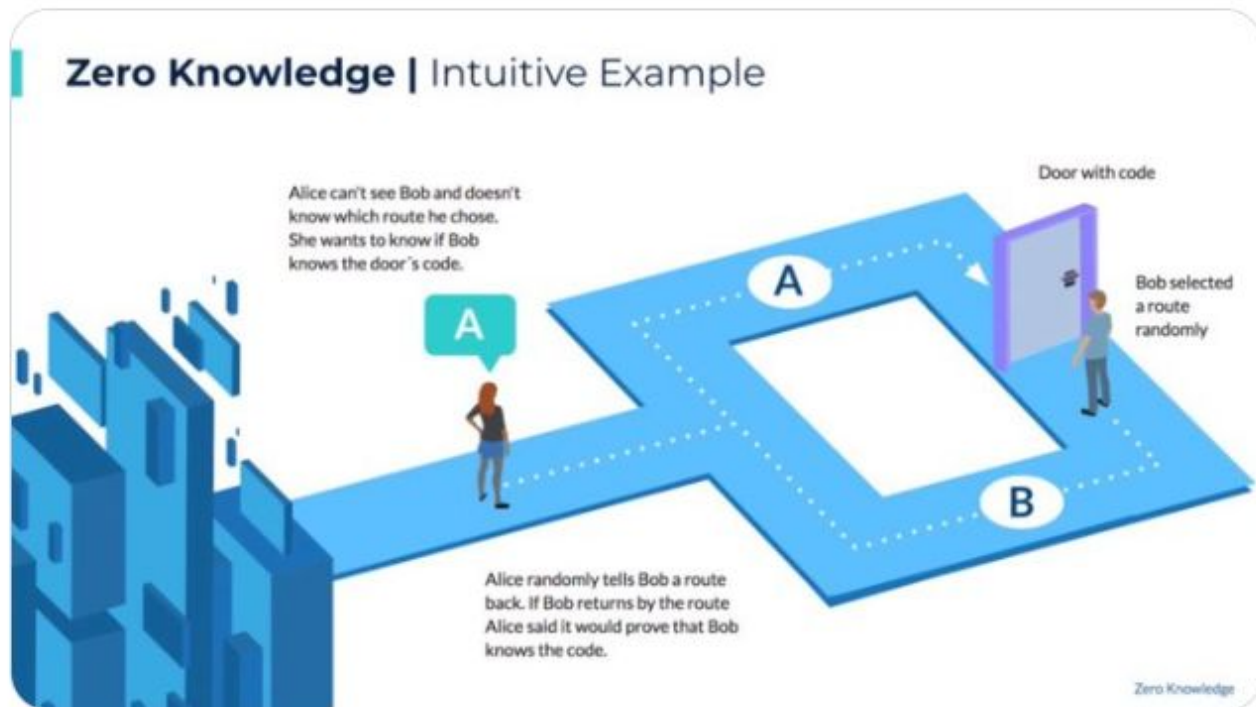 Zero Knowledge | Intuitive Example
Alice can't see Bob and doesn't
know which route he chose.
She wants to know if Bob
knows the door´s code.
Door with code
A
A
Bob selected
a route
randomly
B
Alice randomly tells Bob a route
back. If Bob returns by the route
Alice said it would prove that Bob
knows the code.
Zero Knowledge